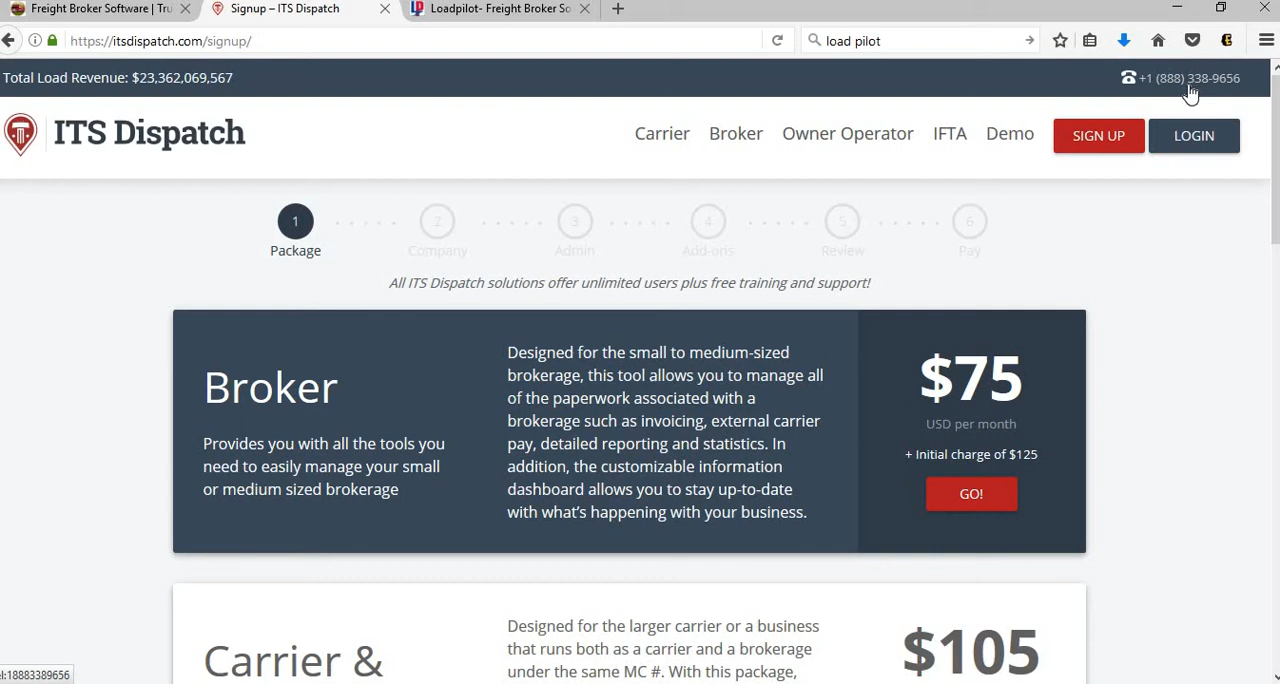 Freight Broker Software | Tru
Signup – ITS Dispatch
Loadpilot- Freight Broker So
https://itsdispatch.com/signup/
load pilot
Total Load Revenue: $23,362,069,567
+1 (888) 338-9656
ITS Dispatch
Carrier
Broker
Owner Operator
IFTA
Demo
SIGN UP
LOGIN
1
2
3
4
5
6
Package
Company
Admin
Add-ons
Review
Pay
All ITS Dispatch solutions offer unlimited users plus free training and support!
Broker
Provides you with all the tools you
need to easily manage your small
or medium sized brokerage
Designed for the small to medium-sized
brokerage, this tool allows you to manage all
of the paperwork associated with a
brokerage such as invoicing, external carrier
pay, detailed reporting and statistics. In
addition, the customizable information
dashboard allows you to stay up-to-date
with what's happening with your business.
$75
USD per month
+ Initial charge of $125
GO!
Carrier &
Designed for the larger carrier or a business
that runs both as a carrier and a brokerage
under the same MC #. With this package,
$105
el:18883389656